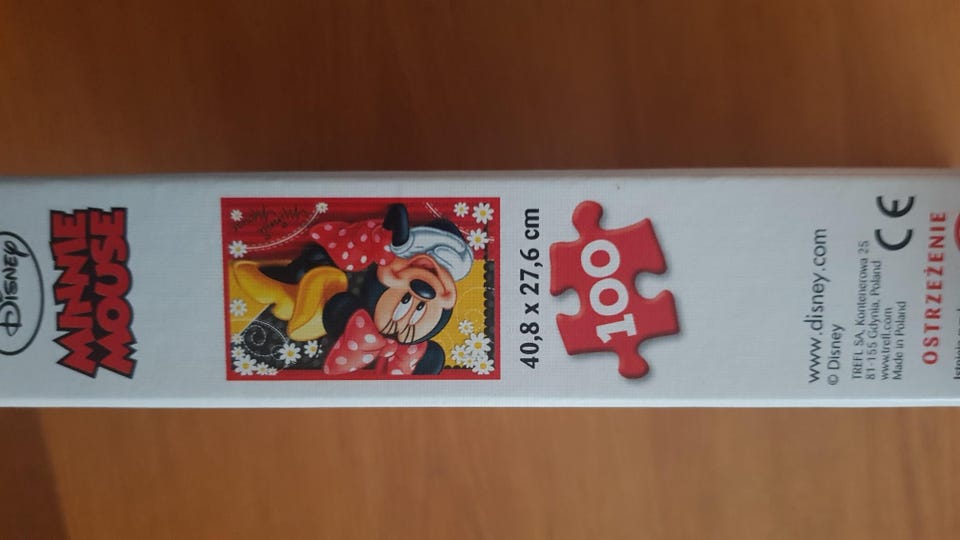 Disney
MINNIE
MOUSE
40,8 x 27,6 cm
100
www.disney.com
© Disney
TREFL SA, Kontenerowa 25
81-155 Gdynia, Poland
www.trefl.com
Made in Poland
CE
OSTRZEŻENIE